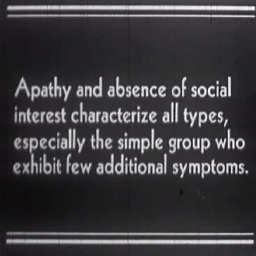 Apathy and absence of social
interest characterize all types,
especially the simple group who
exhibit few additional symptoms.